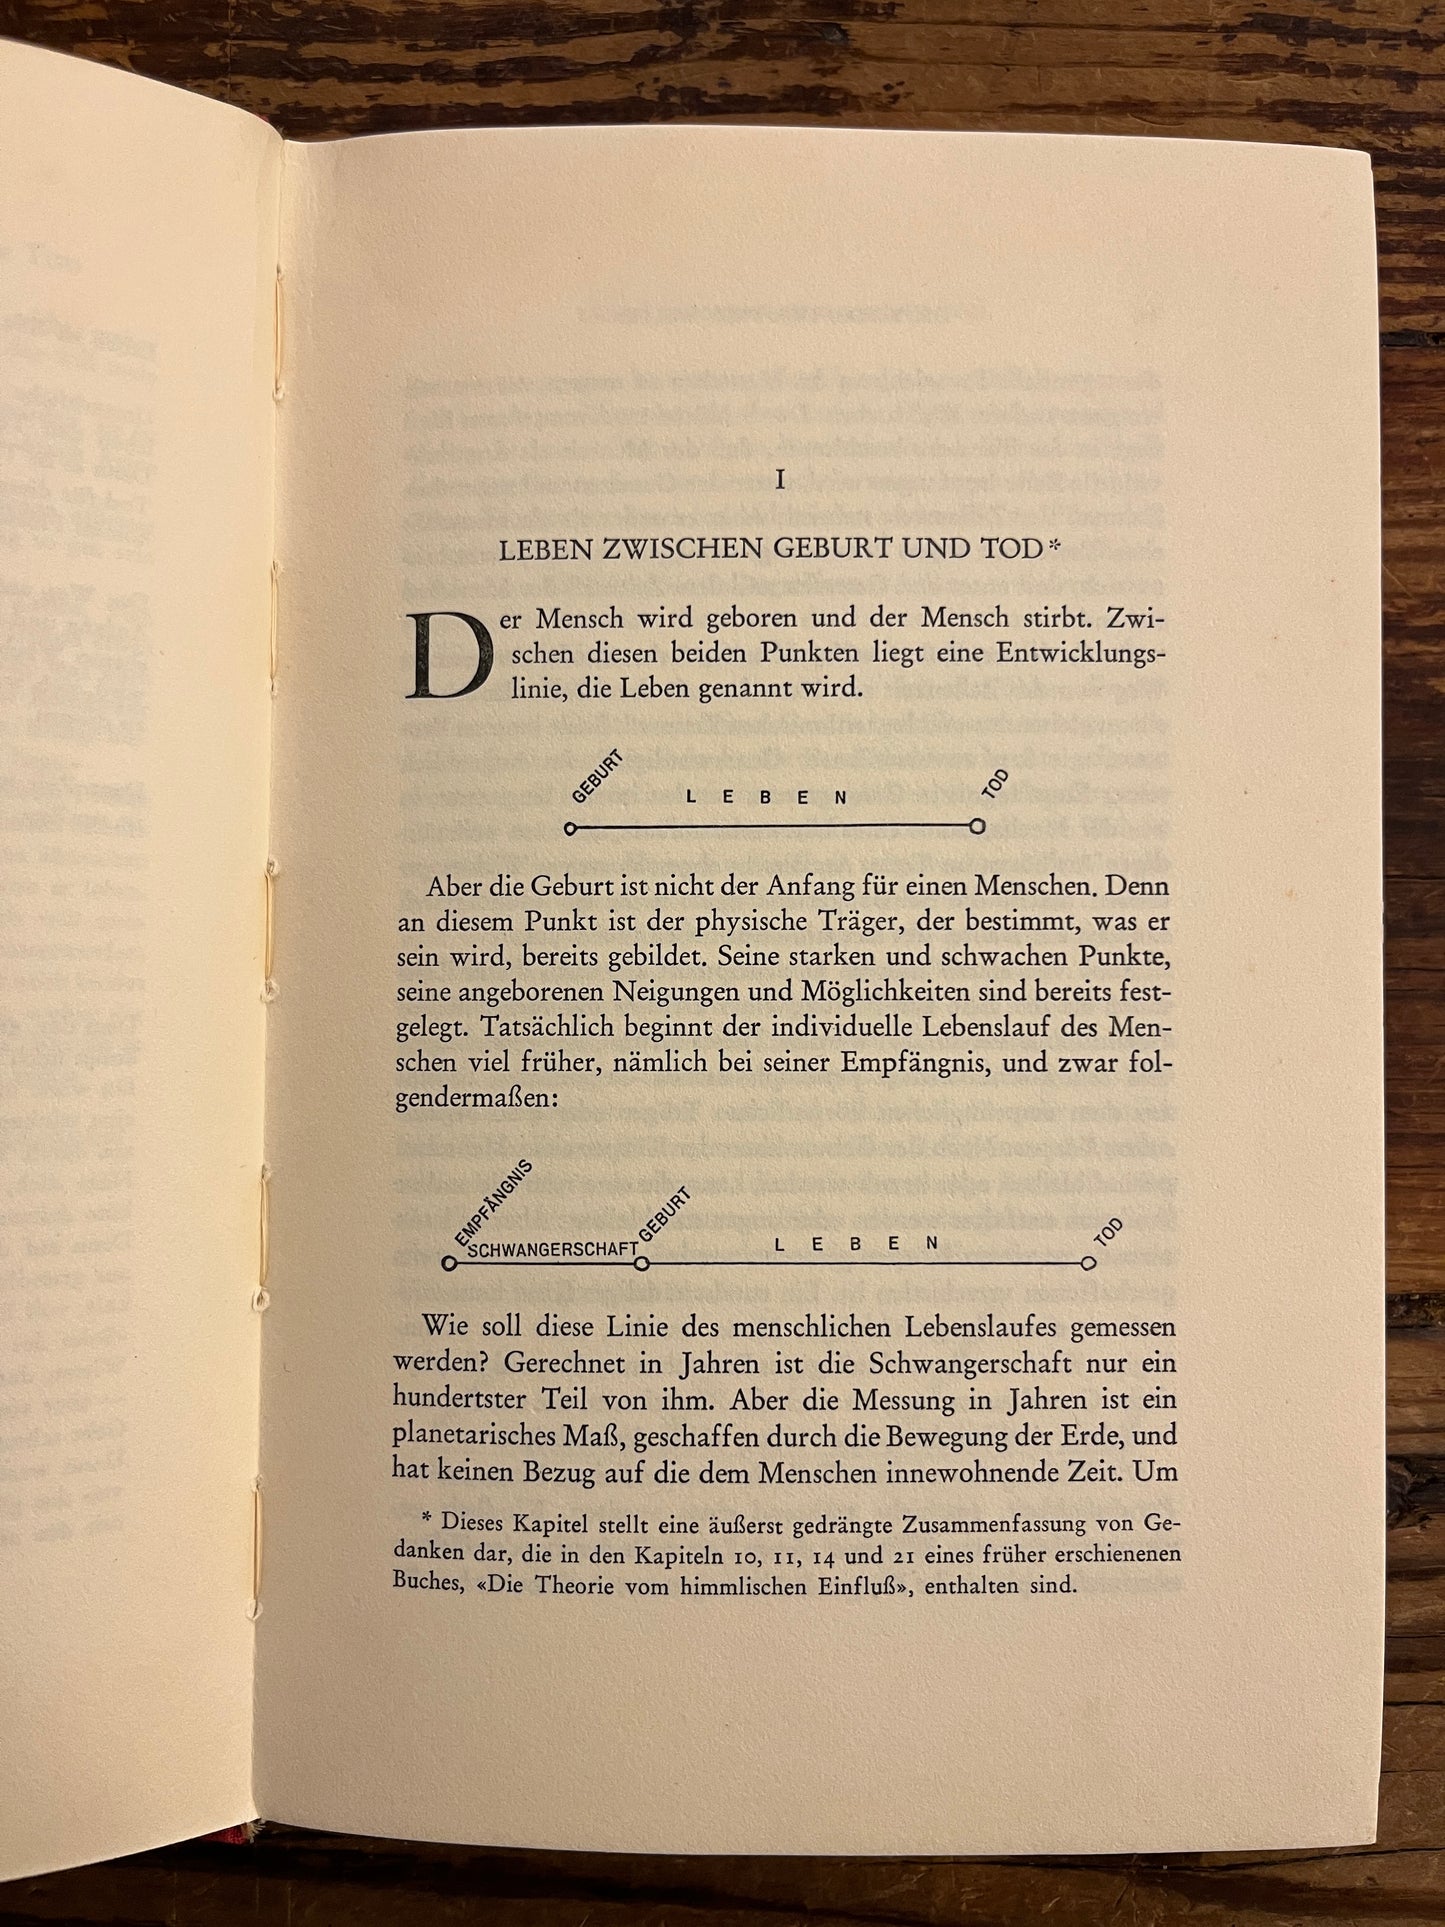 I
LEBEN ZWISCHEN GEBURT UND TOD*
Der Mensch wird geboren und der Mensch stirbt. Zwi-
schen diesen beiden Punkten liegt eine Entwicklungs-
linie, die Leben genannt wird.
GEBURT LEBEN TOD
Aber die Geburt ist nicht der Anfang für einen Menschen. Denn
an diesem Punkt ist der physische Träger, der bestimmt, was er
sein wird, bereits gebildet. Seine starken und schwachen Punkte,
seine angeborenen Neigungen und Möglichkeiten sind bereits fest-
gelegt. Tatsächlich beginnt der individuelle Lebenslauf des Men-
schen viel früher, nämlich bei seiner Empfängnis, und zwar fol-
gendermaßen:
EMPFÄNGNIS SCHWANGERSCHAFT GEBURT LEBEN TOD
Wie soll diese Linie des menschlichen Lebenslaufes gemessen
werden? Gerechnet in Jahren ist die Schwangerschaft nur ein
hundertster Teil von ihm. Aber die Messung in Jahren ist ein
planetarisches Maß, geschaffen durch die Bewegung der Erde, und
hat keinen Bezug auf die dem Menschen innewohnende Zeit. Um
* Dieses Kapitel stellt eine äußerst gedrängte Zusammenfassung von Ge-
danken dar, die in den Kapiteln 10, 11, 14 und 21 eines früher erschienenen
Buches, «Die Theorie vom himmlischen Einfluß», enthalten sind.